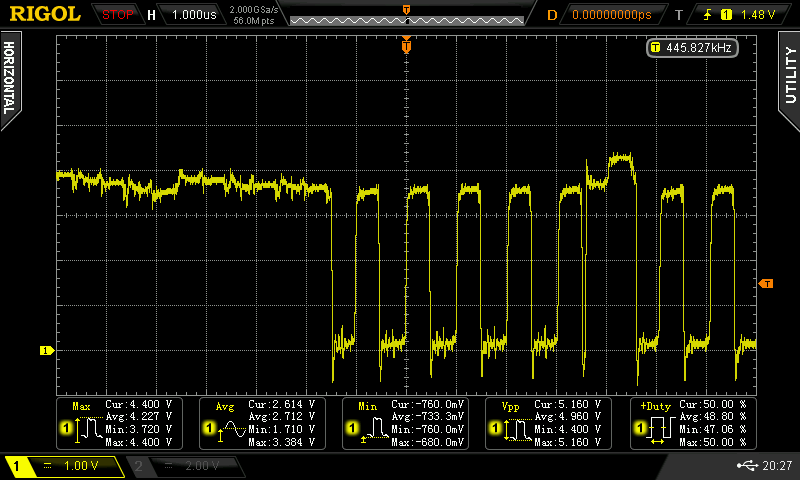 RIGOL STOP H 1.000us 2.000GSa/s 56.0M pts T D 0.00000000ps T 1 1.48 V
T 445.827kHz
HORIZONTAL
UTILITY
T
T
1
Max Cur: 4.400 V Avg: 4.227 V Min: 3.720 V Max: 4.400 V
1
Avg Cur: 2.614 V Avg: 2.712 V Min: 1.710 V Max: 3.384 V
1
Min Cur: -760.0mV Avg: -733.3mV Min: -760.0mV Max: -680.0mV
1
Vpp Cur: 5.160 V Avg: 4.960 V Min: 4.400 V Max: 5.160 V
1
+Duty Cur: 50.00 % Avg: 48.80 % Min: 47.06 % Max: 50.00 %
1
1 1.00 V 2 2.00 V 20:27